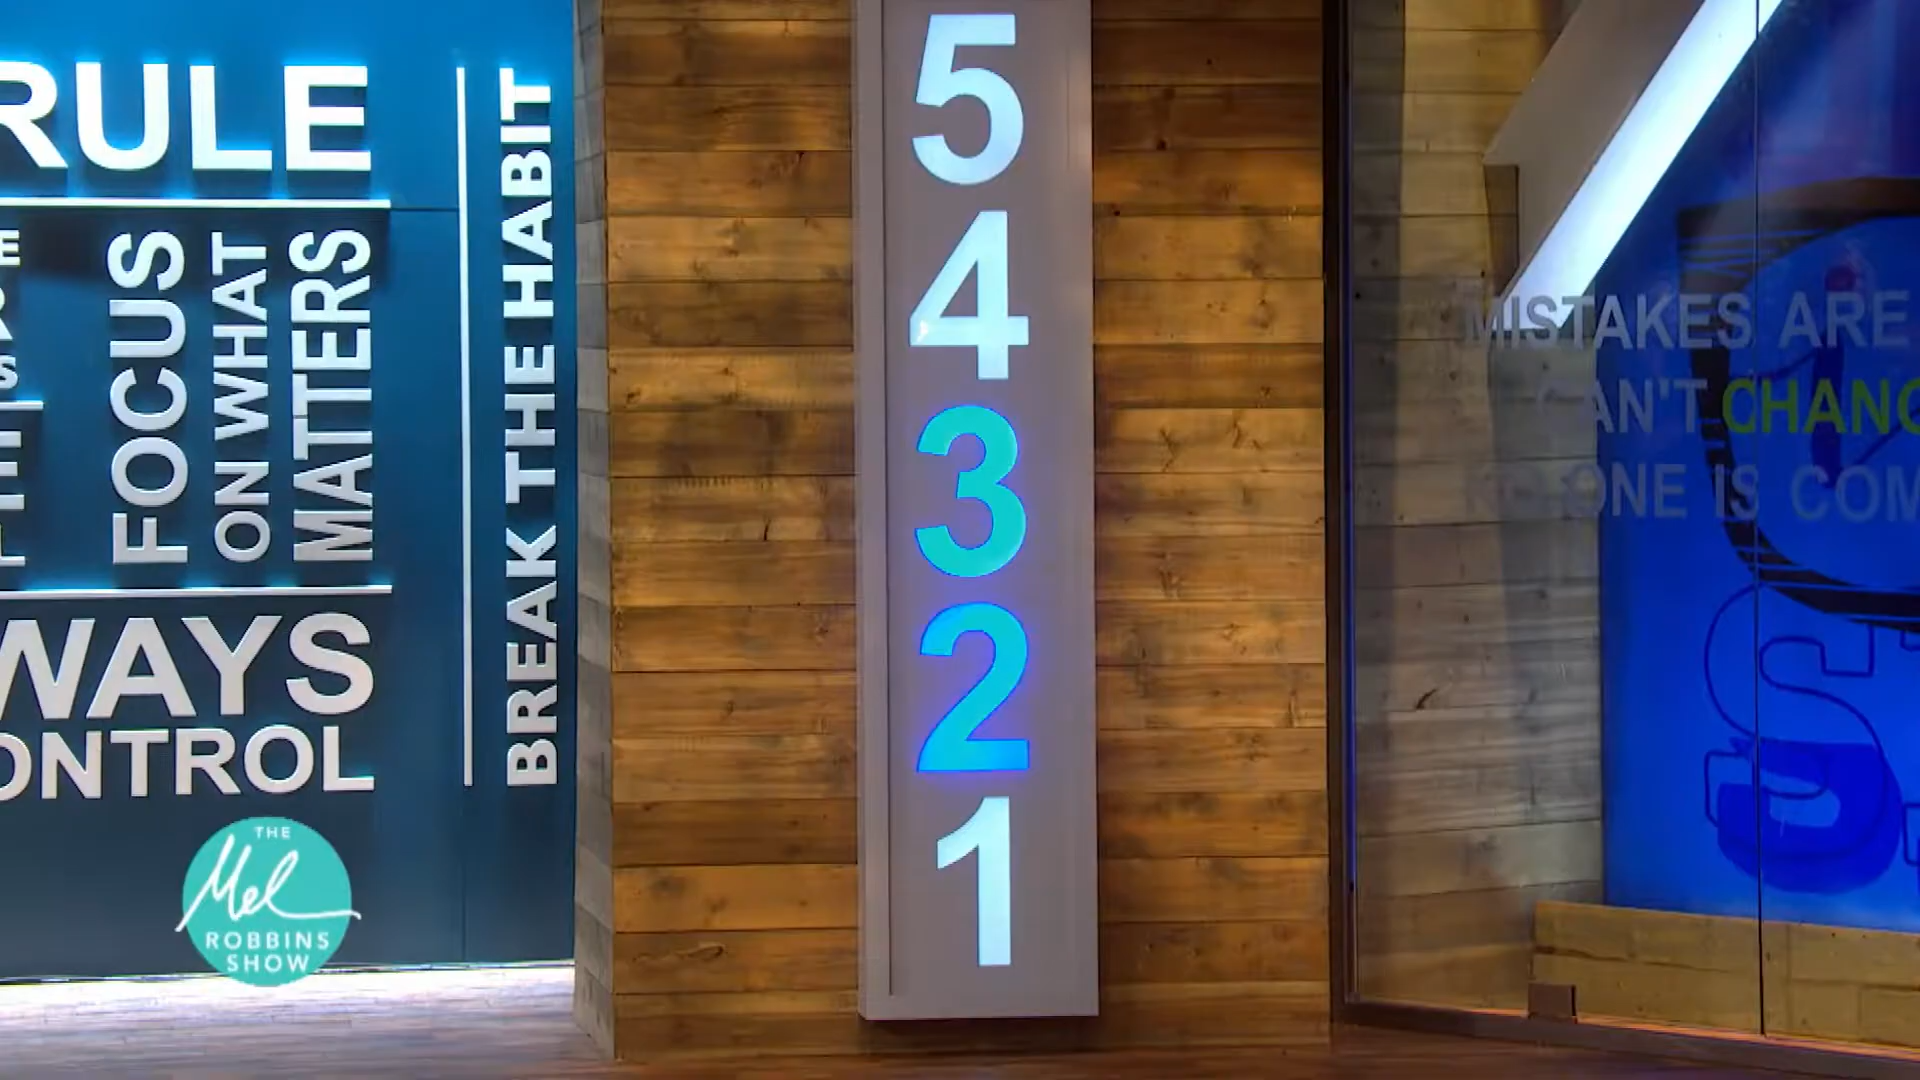 RULE
FOCUS
ON WHAT
MATTERS
WAYS
ONTROL
BREAK THE HABIT
5
4
3
2
1
MISTAKES ARE
CAN'T CHANG
ONE IS COM
THE
Mel
ROBBINS
SHOW